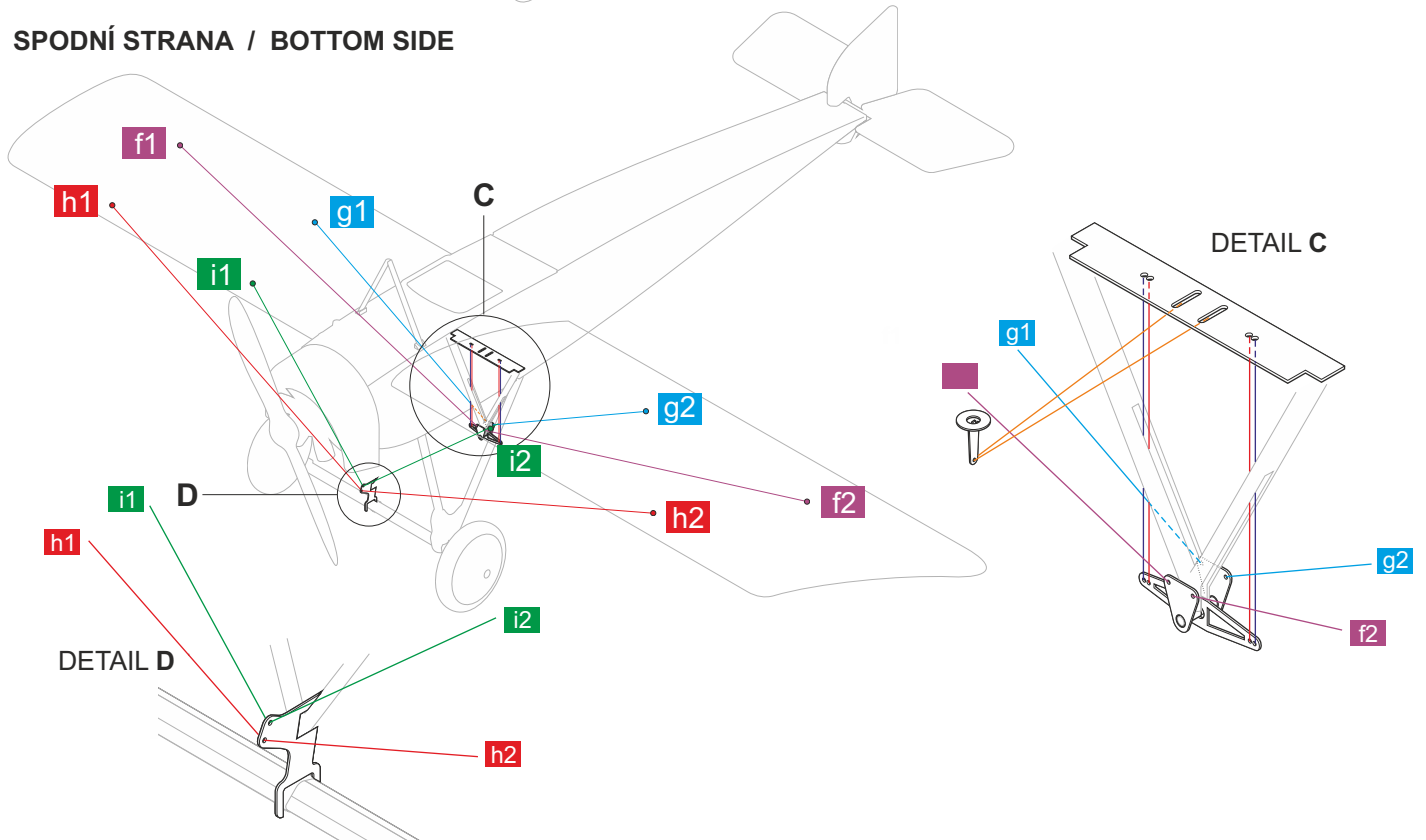 SPODNÍ STRANA / BOTTOM SIDE
f1
h1
g1
C
i1
g2
i2
D
h2
f2
DETAIL C
g1
g2
f2
i1
h1
i2
DETAIL D
h2